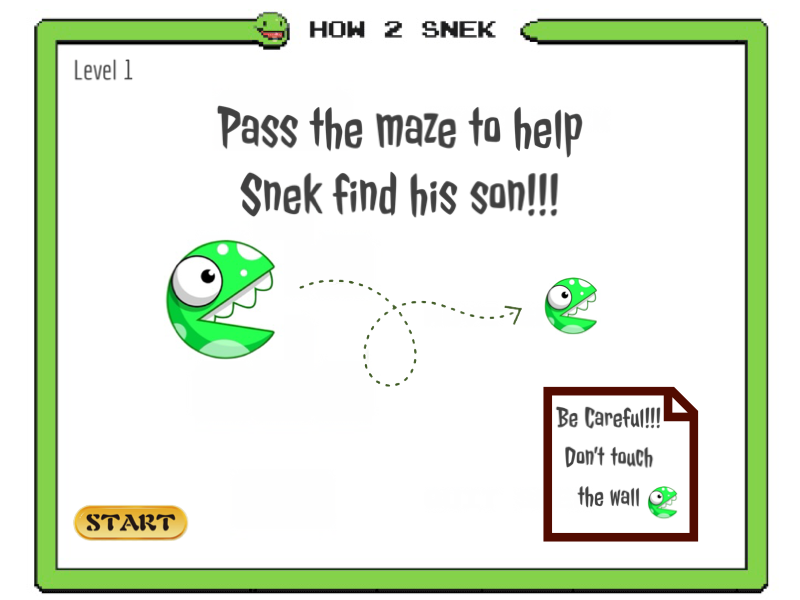 HOW 2 SNEK
Level 1
Pass the maze to help
Snek find his son!!!
Be Careful!!!
Don't touch
the wall
START